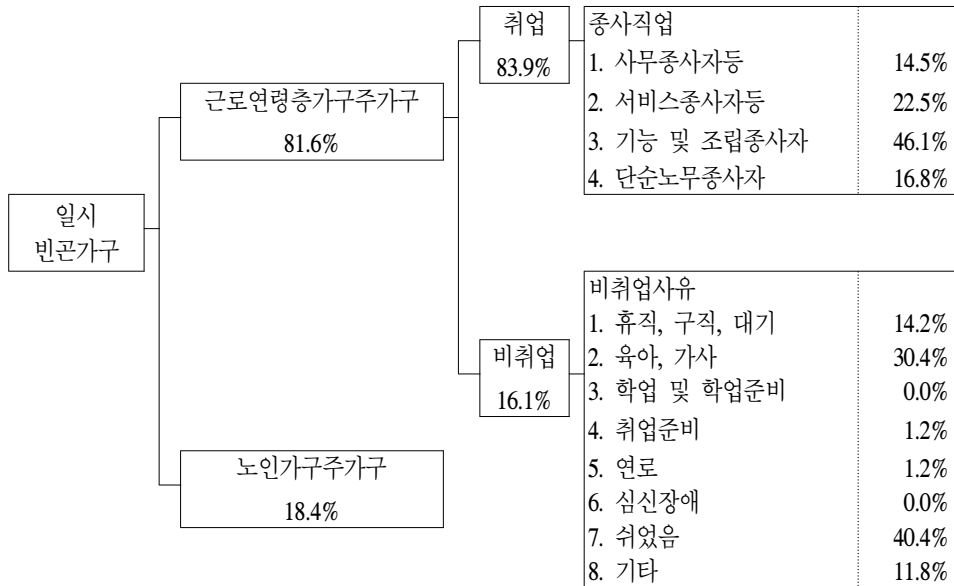 일시
빈곤가구
근로연령층가구주가구
81.6%
노인가구주가구
18.4%
취업
83.9%
비취업
16.1%
종사직업
1. 사무종사자등 14.5%
2. 서비스종사자등 22.5%
3. 기능 및 조립종사자 46.1%
4. 단순노무종사자 16.8%
비취업사유
1. 휴직, 구직, 대기 14.2%
2. 육아, 가사 30.4%
3. 학업 및 학업준비 0.0%
4. 취업준비 1.2%
5. 연로 1.2%
6. 심신장애 0.0%
7. 쉬었음 40.4%
8. 기타 11.8%